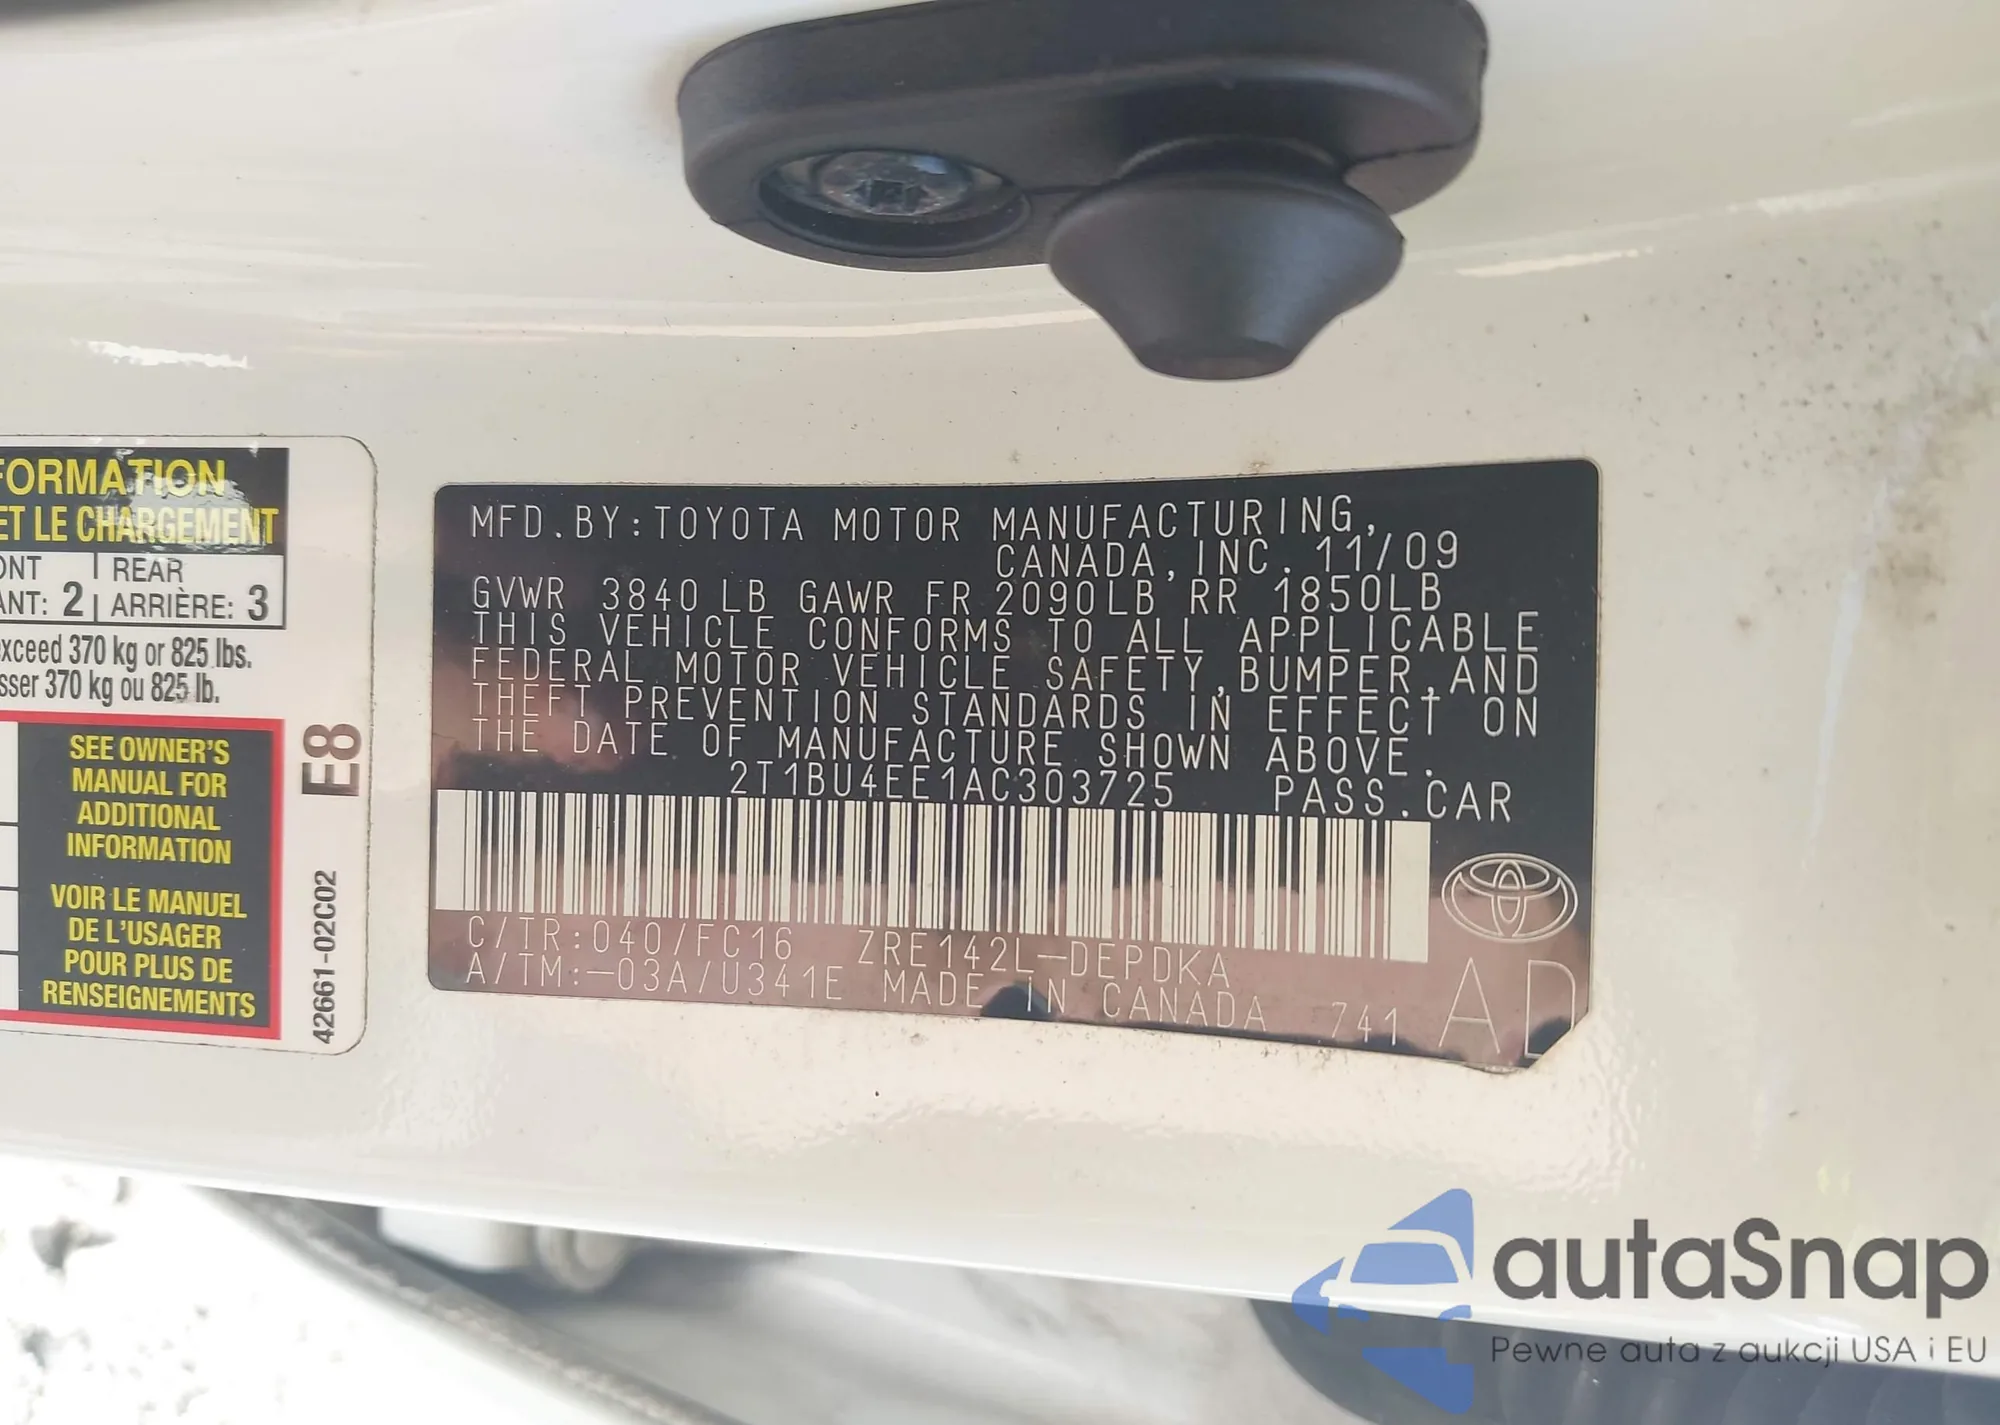 FORMATION
ET LE CHARGEMENT
ONT | REAR
ANT: 2 | ARRIÈRE: 3
xceed 370 kg or 825 lbs.
sser 370 kg ou 825 lb.
SEE OWNER'S
MANUAL FOR
ADDITIONAL
INFORMATION
VOIR LE MANUEL
DE L'USAGER
POUR PLUS DE
RENSEIGNEMENTS
E8
42661-02C02
MFD.BY:TOYOTA MOTOR MANUFACTURING,
CANADA,INC. 11/09
GVWR 3840 LB GAWR FR 2090LB RR 1850LB
THIS VEHICLE CONFORMS TO ALL APPLICABLE
FEDERAL MOTOR VEHICLE SAFETY,BUMPER,AND
THEFT PREVENTION STANDARDS IN EFFECT ON
THE DATE OF MANUFACTURE SHOWN ABOVE.
2T1BU4EE1AC303725 PASS.CAR
C/TR:040/FC16 ZRE142L-DEPDKA
A/TM:-03A/U341E MADE IN CANADA 741
AD
autaSnap
Pewne auta z aukcji USA i EU